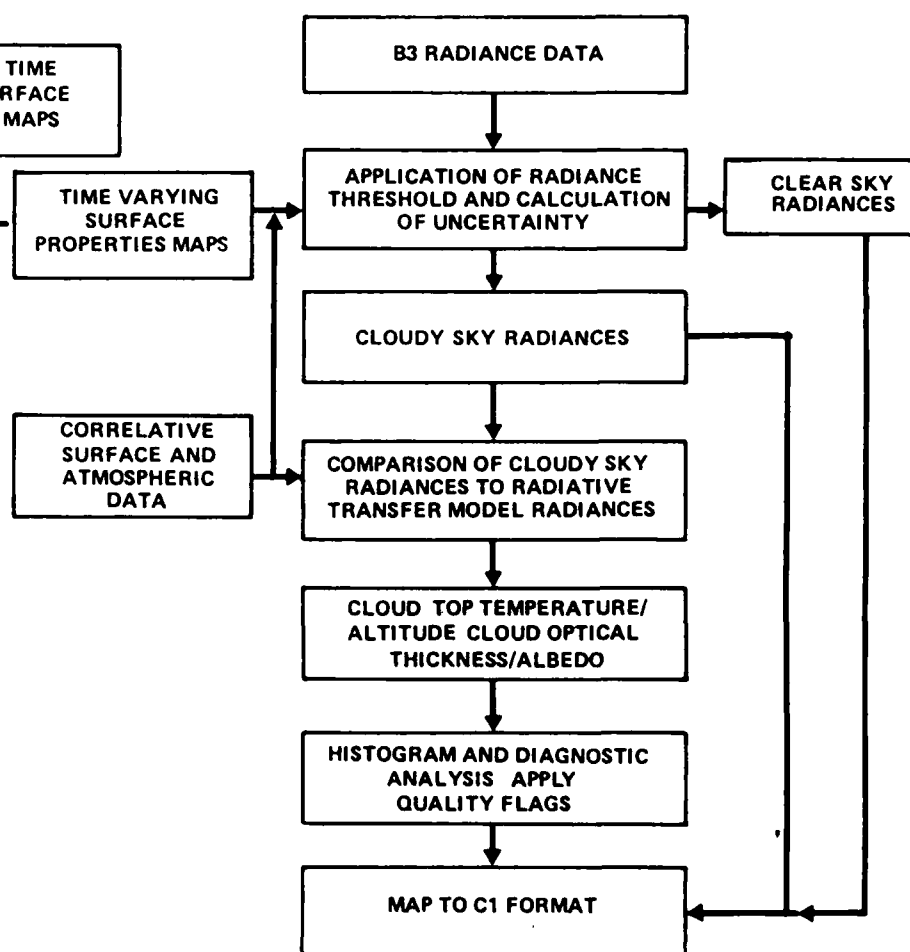 B3 RADIANCE DATA
TIME
RFACE
MAPS
APPLICATION OF RADIANCE
THRESHOLD AND CALCULATION
OF UNCERTAINTY
CLEAR SKY
RADIANCES
TIME VARYING
SURFACE
PROPERTIES MAPS
CLOUDY SKY RADIANCES
CORRELATIVE
SURFACE AND
ATMOSPHERIC
DATA
COMPARISON OF CLOUDY SKY
RADIANCES TO RADIATIVE
TRANSFER MODEL RADIANCES
CLOUD TOP TEMPERATURE/
ALTITUDE CLOUD OPTICAL
THICKNESS/ALBEDO
HISTOGRAM AND DIAGNOSTIC
ANALYSIS APPLY
QUALITY FLAGS
MAP TO C1 FORMAT